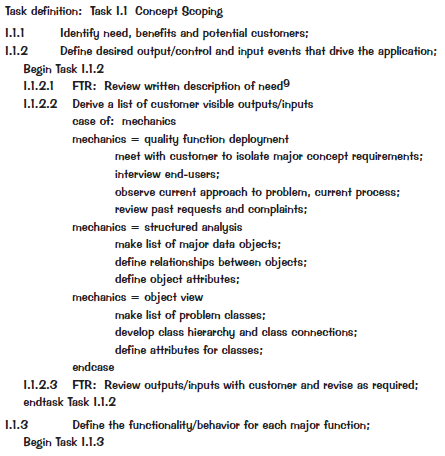 Task definition: Task I.1 Concept Scoping
I.1.1 Identify need, benefits and potential customers;
I.1.2 Define desired output/control and input events that drive the application;
Begin Task I.1.2
I.1.2.1 FTR: Review written description of need9
I.1.2.2 Derive a list of customer visible outputs/inputs
case of: mechanics
mechanics = quality function deployment
meet with customer to isolate major concept requirements;
interview end-users;
observe current approach to problem, current process;
review past requests and complaints;
mechanics = structured analysis
make list of major data objects;
define relationships between objects;
define object attributes;
mechanics = object view
make list of problem classes;
develop class hierarchy and class connections;
define attributes for classes;
endcase
I.1.2.3 FTR: Review outputs/inputs with customer and revise as required;
endtask Task I.1.2
I.1.3 Define the functionality/behavior for each major function;
Begin Task I.1.3